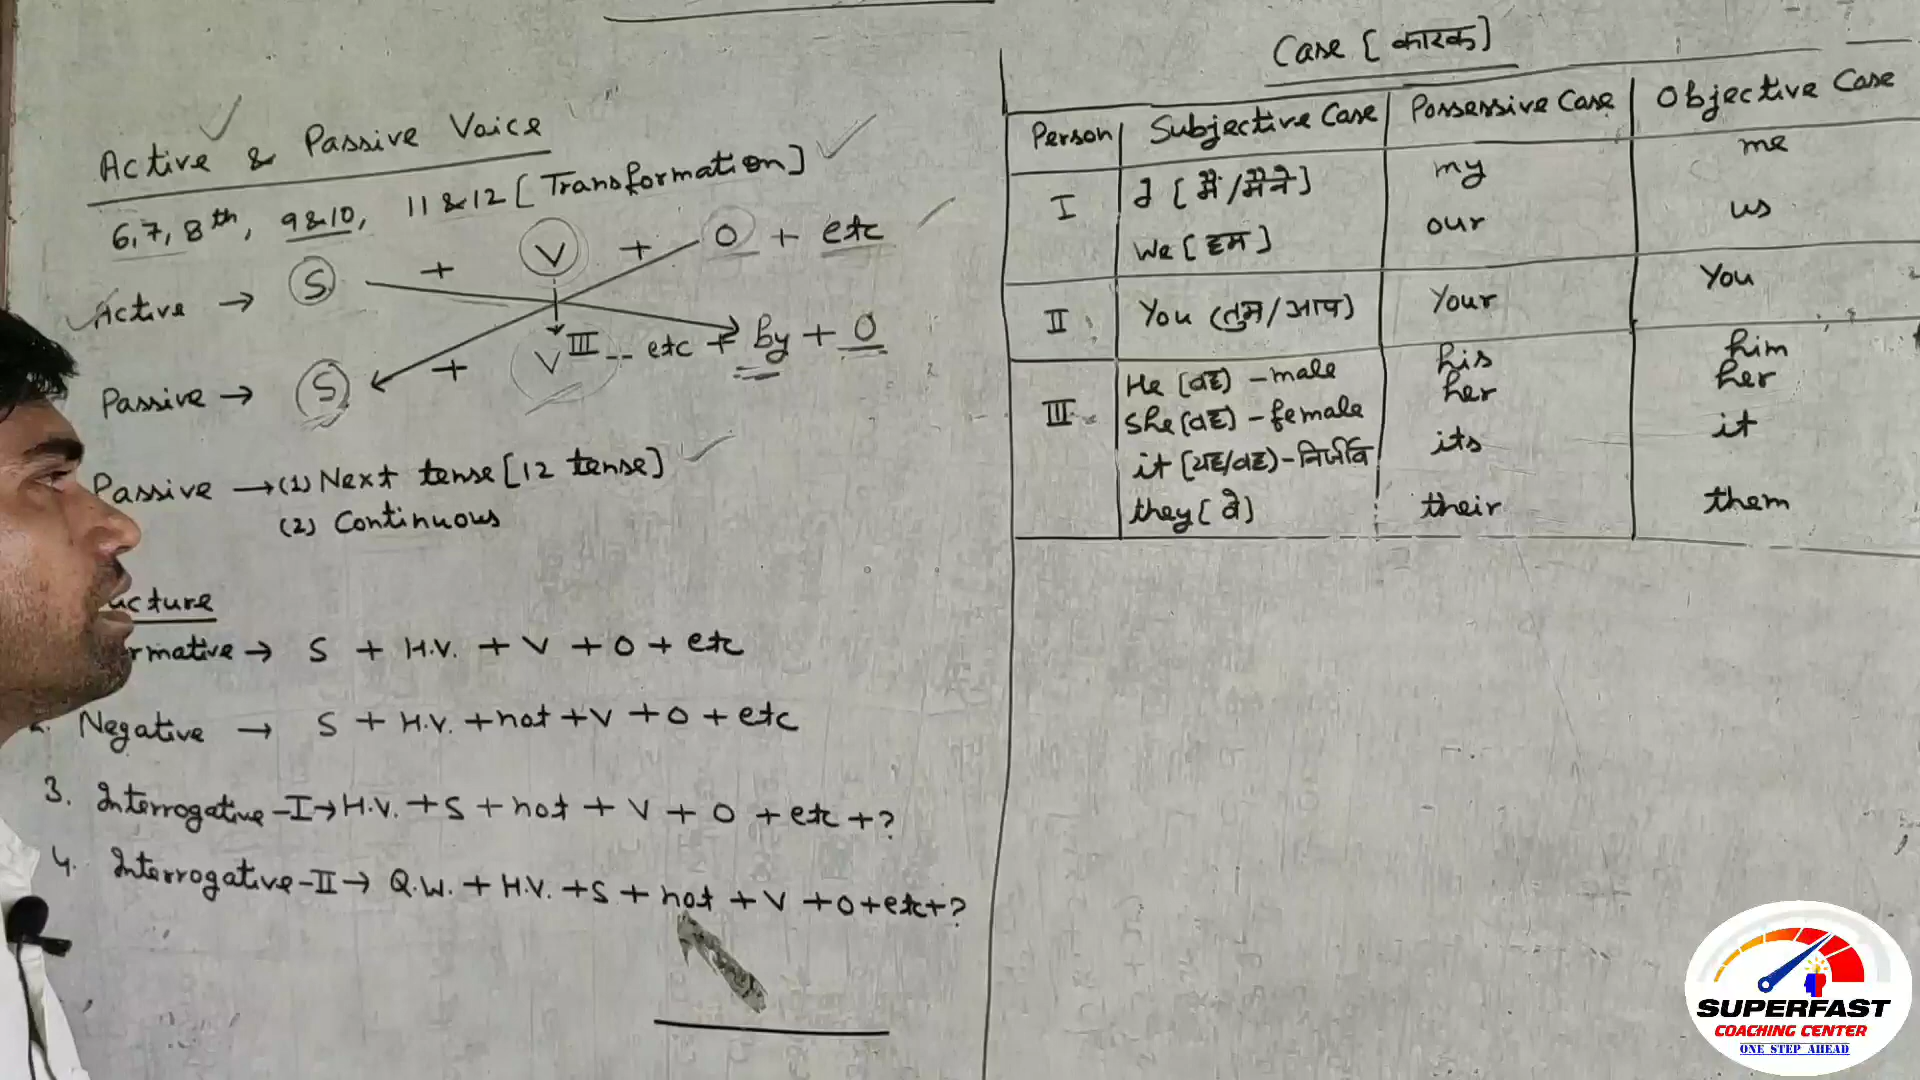 Active & Passive Voice
6,7,8th, 9&10, 11&12 [Transformation]
Active → S + V + O + etc
Passive → S + V III -- etc + by + O
Passive → (1) Next tense [12 tense]
(2) Continuous
ucture
rmative → S + H.V. + V + O + etc
2. Negative → S + H.V. + not + V + O + etc
3. Interrogative-I → H.V. + S + not + V + O + etc + ?
4. Interrogative-II → Q.W. + H.V. + S + not + V + O + etc + ?
Case [कारक]
Person Subjective Case Possessive Case Objective Case
I I [मैं/मैंने] my me
We [हम] our us
II You (तुम/आप) Your You
III He [वह) - male his him
She [वह) - female her her
it [यह/वह) - निर्जीव its it
they [वे) their them
SUPERFAST
COACHING CENTER
ONE STEP AHEAD